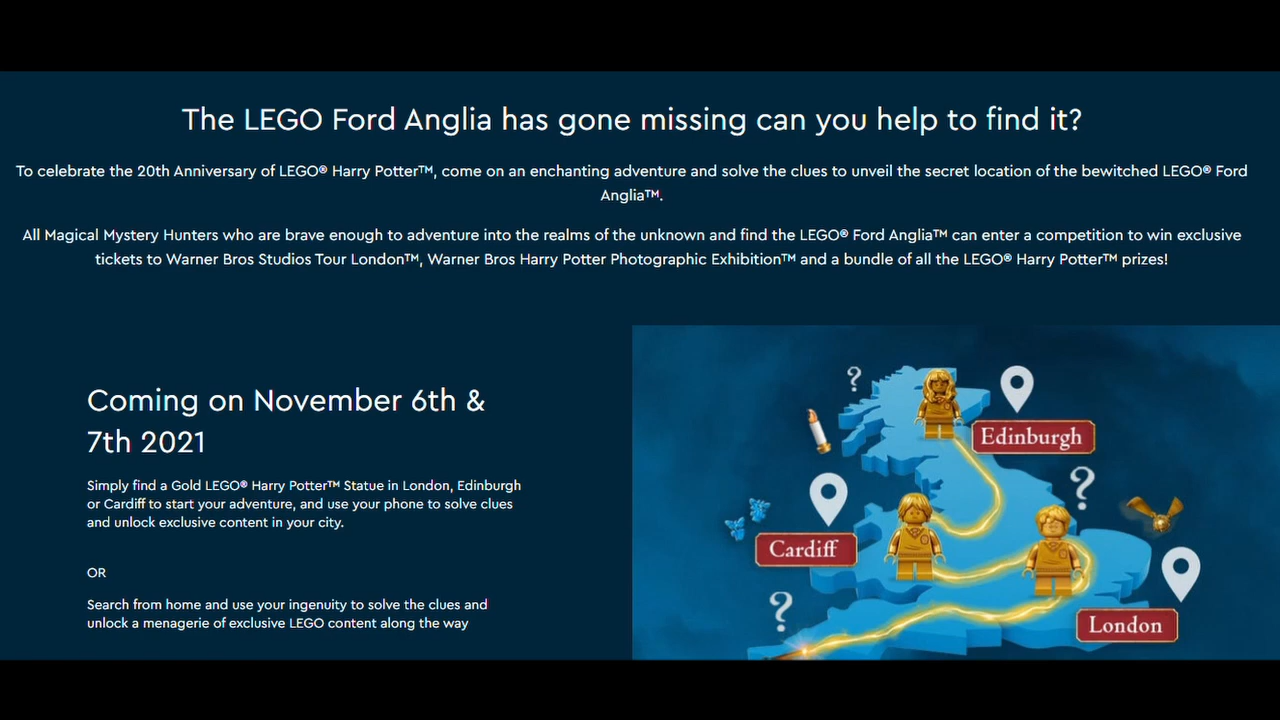 The LEGO Ford Anglia has gone missing can you help to find it?
To celebrate the 20th Anniversary of LEGO® Harry Potter™, come on an enchanting adventure and solve the clues to unveil the secret location of the bewitched LEGO® Ford
Anglia™.
All Magical Mystery Hunters who are brave enough to adventure into the realms of the unknown and find the LEGO® Ford Anglia™ can enter a competition to win exclusive
tickets to Warner Bros Studios Tour London™, Warner Bros Harry Potter Photographic Exhibition™ and a bundle of all the LEGO® Harry Potter™ prizes!
Coming on November 6th &
7th 2021
Simply find a Gold LEGO® Harry Potter™ Statue in London, Edinburgh
or Cardiff to start your adventure, and use your phone to solve clues
and unlock exclusive content in your city.
OR
Search from home and use your ingenuity to solve the clues and
unlock a menagerie of exclusive LEGO content along the way
?
Edinburgh
?
Cardiff
?
London